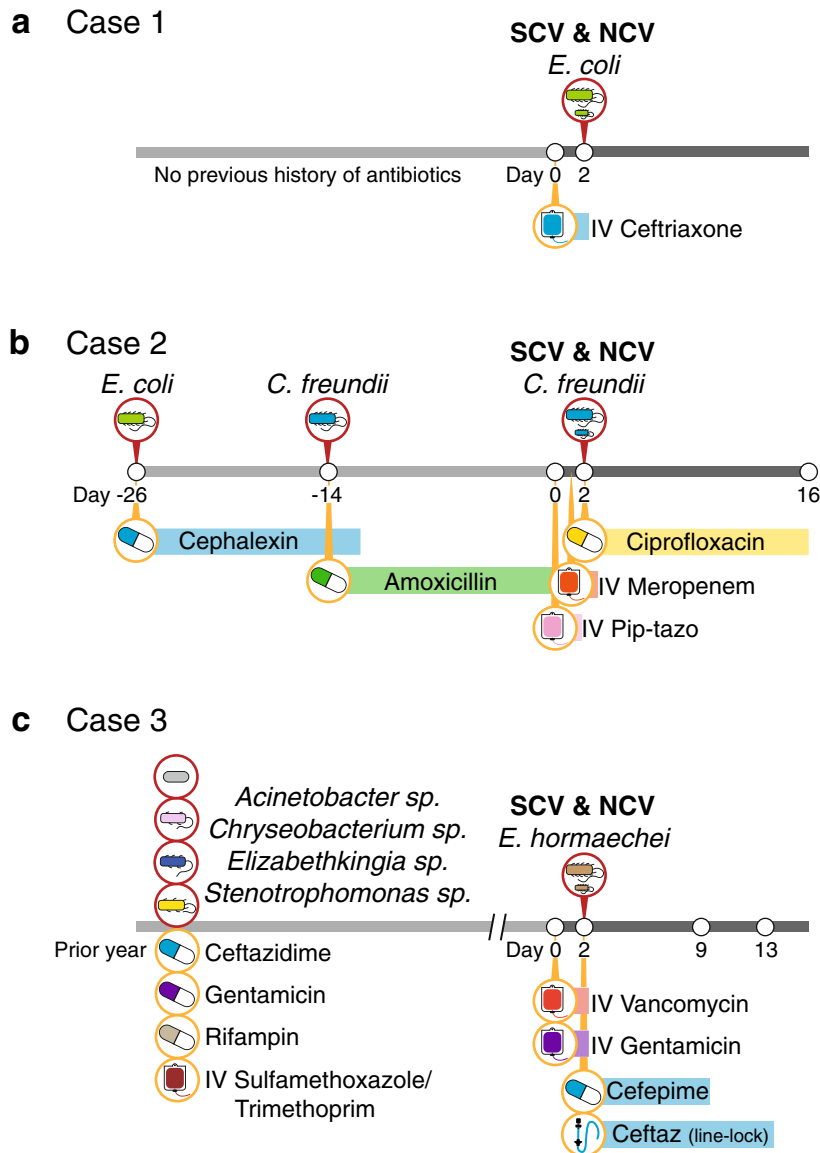 a Case 1
SCV & NCV
E. coli
No previous history of antibiotics
Day 0 2
IV Ceftriaxone
b Case 2
SCV & NCV
E. coli C. freundii C. freundii
Day -26 -14 0 2 16
Cephalexin Ciprofloxacin
Amoxicillin IV Meropenem
IV Pip-tazo
c Case 3
Acinetobacter sp.
Chryseobacterium sp.
Elizabethkingia sp.
Stenotrophomonas sp.
SCV & NCV
E. hormaechei
Prior year
Day 0 2 9 13
Ceftazidime
Gentamicin
Rifampin
IV Sulfamethoxazole/
Trimethoprim
IV Vancomycin
IV Gentamicin
Cefepime
Ceftaz (line-lock)